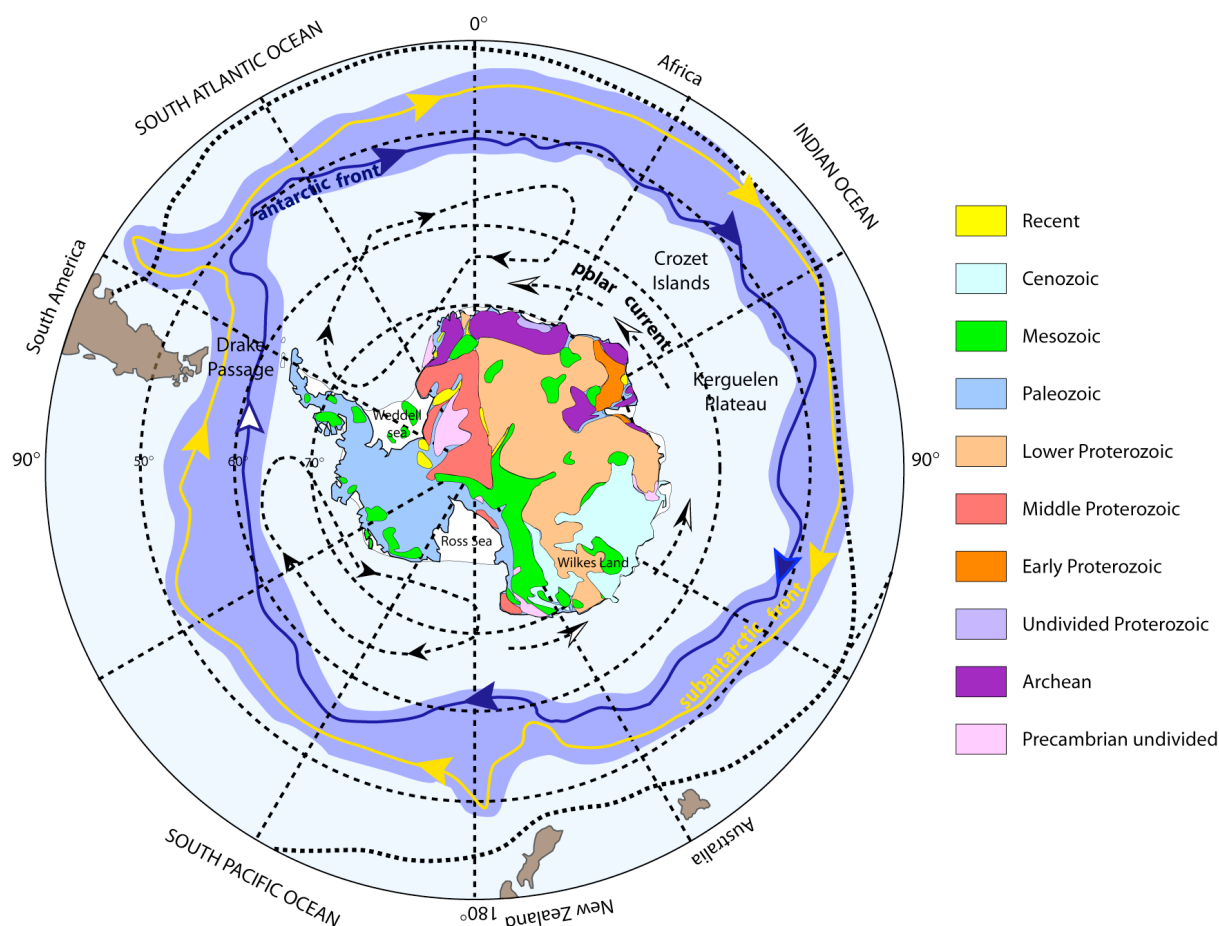 0°
SOUTH ATLANTIC OCEAN
Africa
INDIAN OCEAN
antarctic front
South America
Crozet
Islands
polar current
Drake
Passage
Kerguelen
Plateau
Weddell
sea
90°
50°
60°
70°
90°
Ross Sea
Wilkes Land
subantarctic front
SOUTH PACIFIC OCEAN
180°
New Zealand
Australia
Recent
Cenozoic
Mesozoic
Paleozoic
Lower Proterozoic
Middle Proterozoic
Early Proterozoic
Undivided Proterozoic
Archean
Precambrian undivided